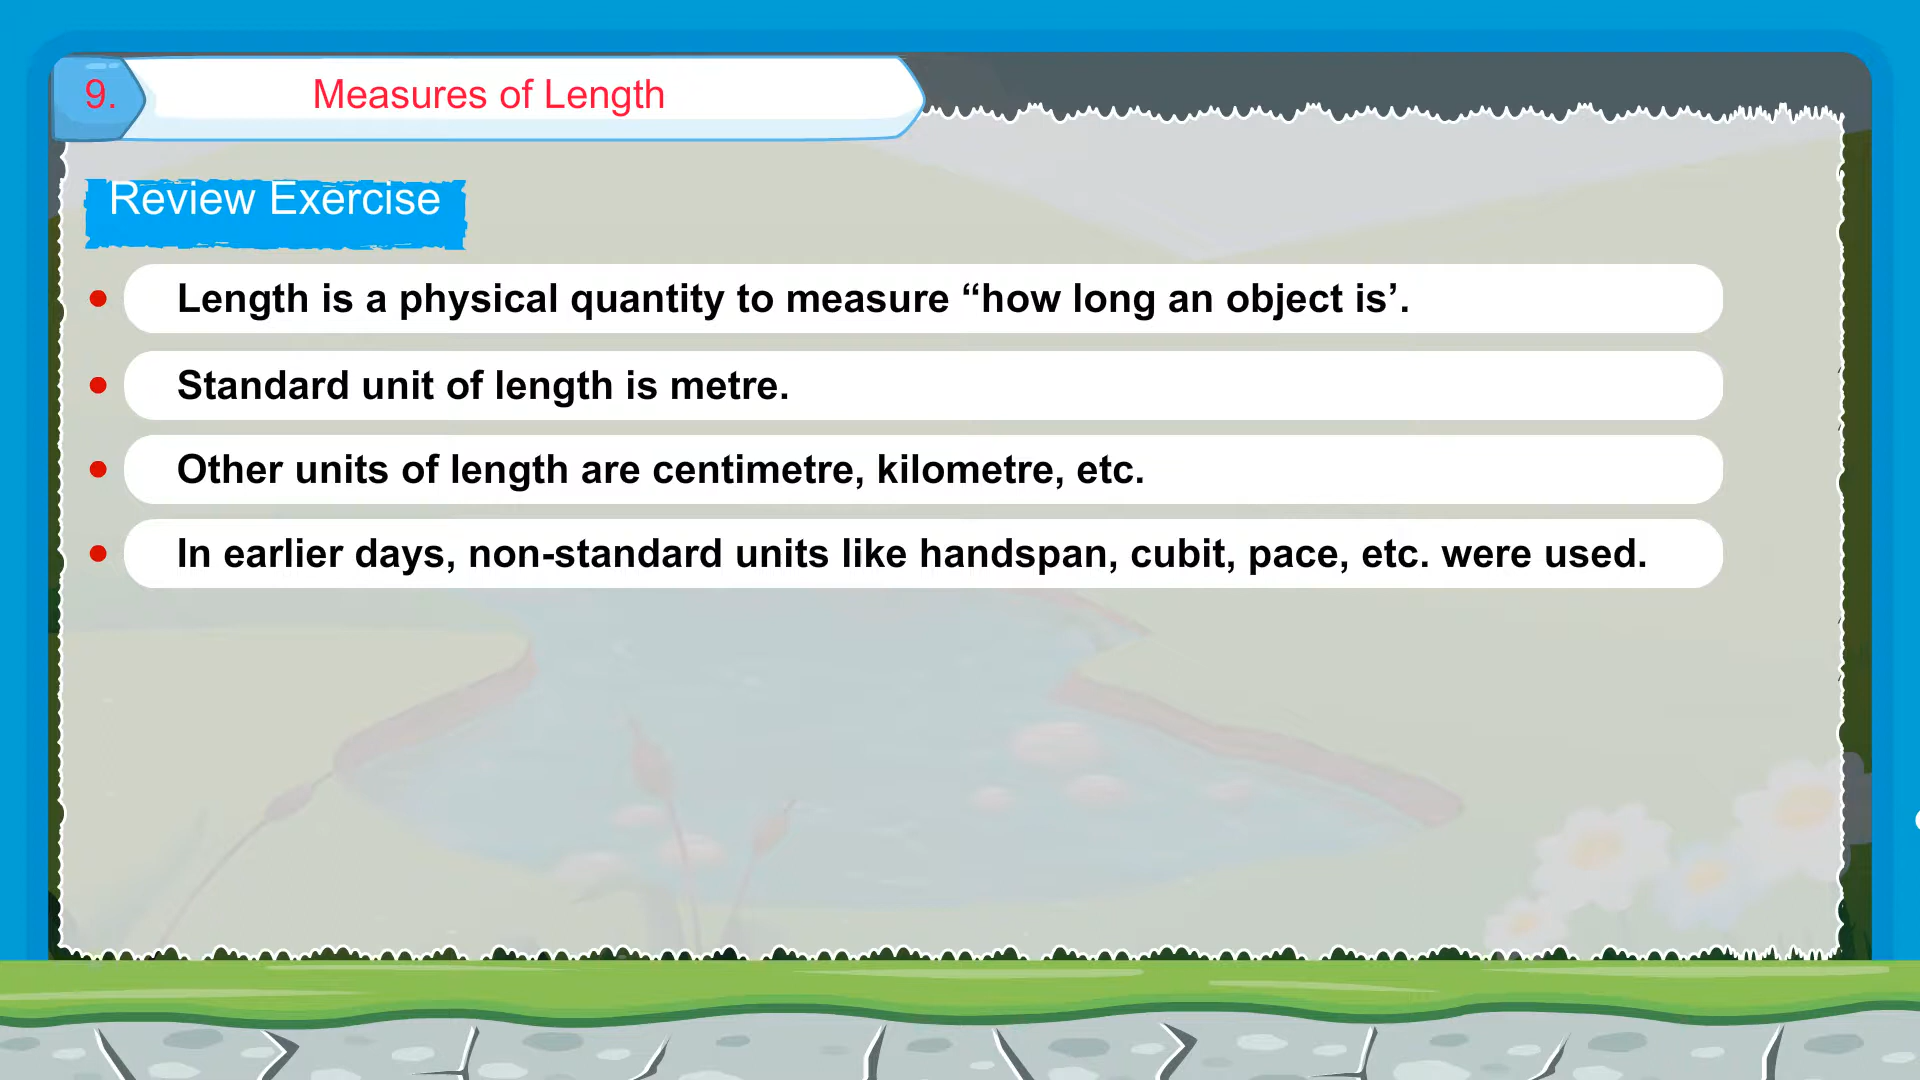 9. Measures of Length
Review Exercise
Length is a physical quantity to measure “how long an object is’.
Standard unit of length is metre.
Other units of length are centimetre, kilometre, etc.
In earlier days, non-standard units like handspan, cubit, pace, etc. were used.